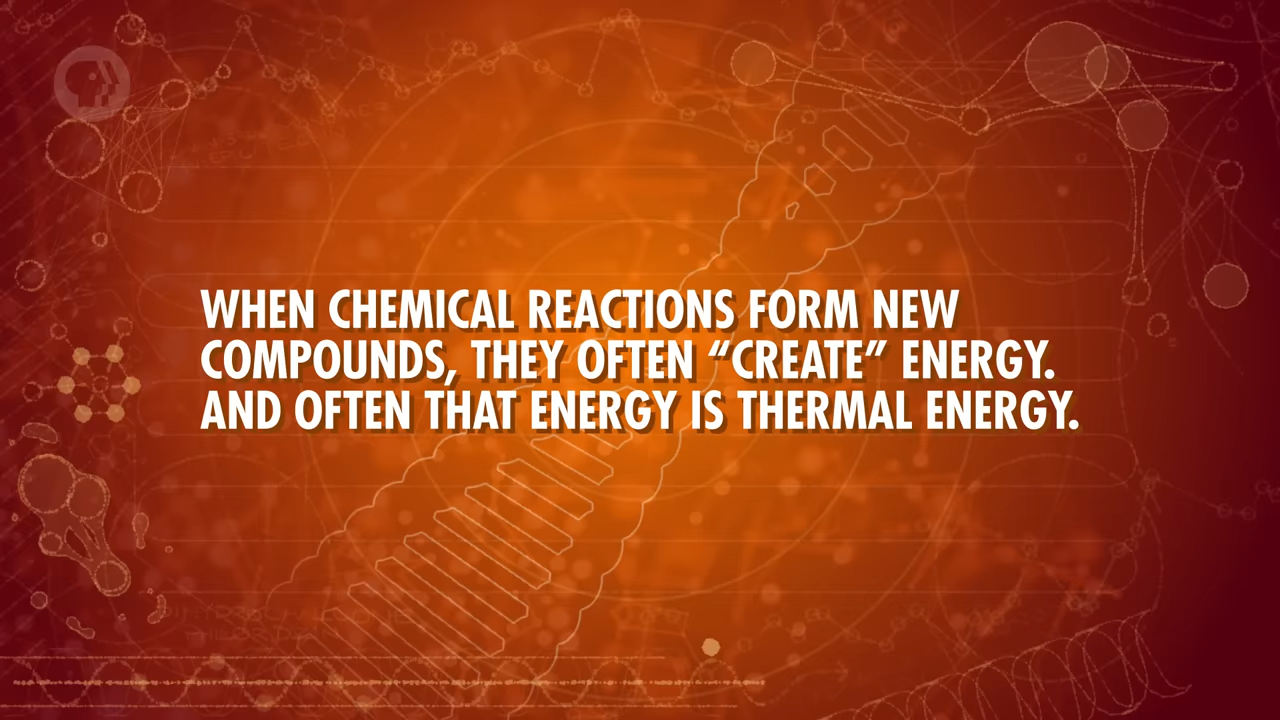 WHEN CHEMICAL REACTIONS FORM NEW
COMPOUNDS, THEY OFTEN “CREATE” ENERGY.
AND OFTEN THAT ENERGY IS THERMAL ENERGY.